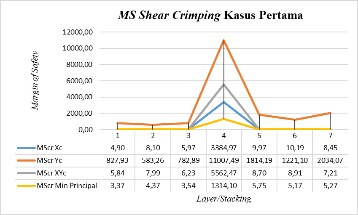 MS Shear Crimping Kasus Pertama
Margin of Safety
12000,00
10000,00
8000,00
6000,00
4000,00
2000,00
0,00
1 2 3 4 5 6 7
MScr Xc 4,90 8,10 5,97 3384,97 9,97 10,19 8,45
MScr Yc 827,93 583,26 782,89 11007,49 1814,19 1221,10 2034,07
MScr XYc 5,84 7,99 6,23 5562,47 8,70 8,91 7,21
MScr Min Principal 3,37 4,37 3,54 1314,10 5,75 5,17 5,27
Layer/Stacking